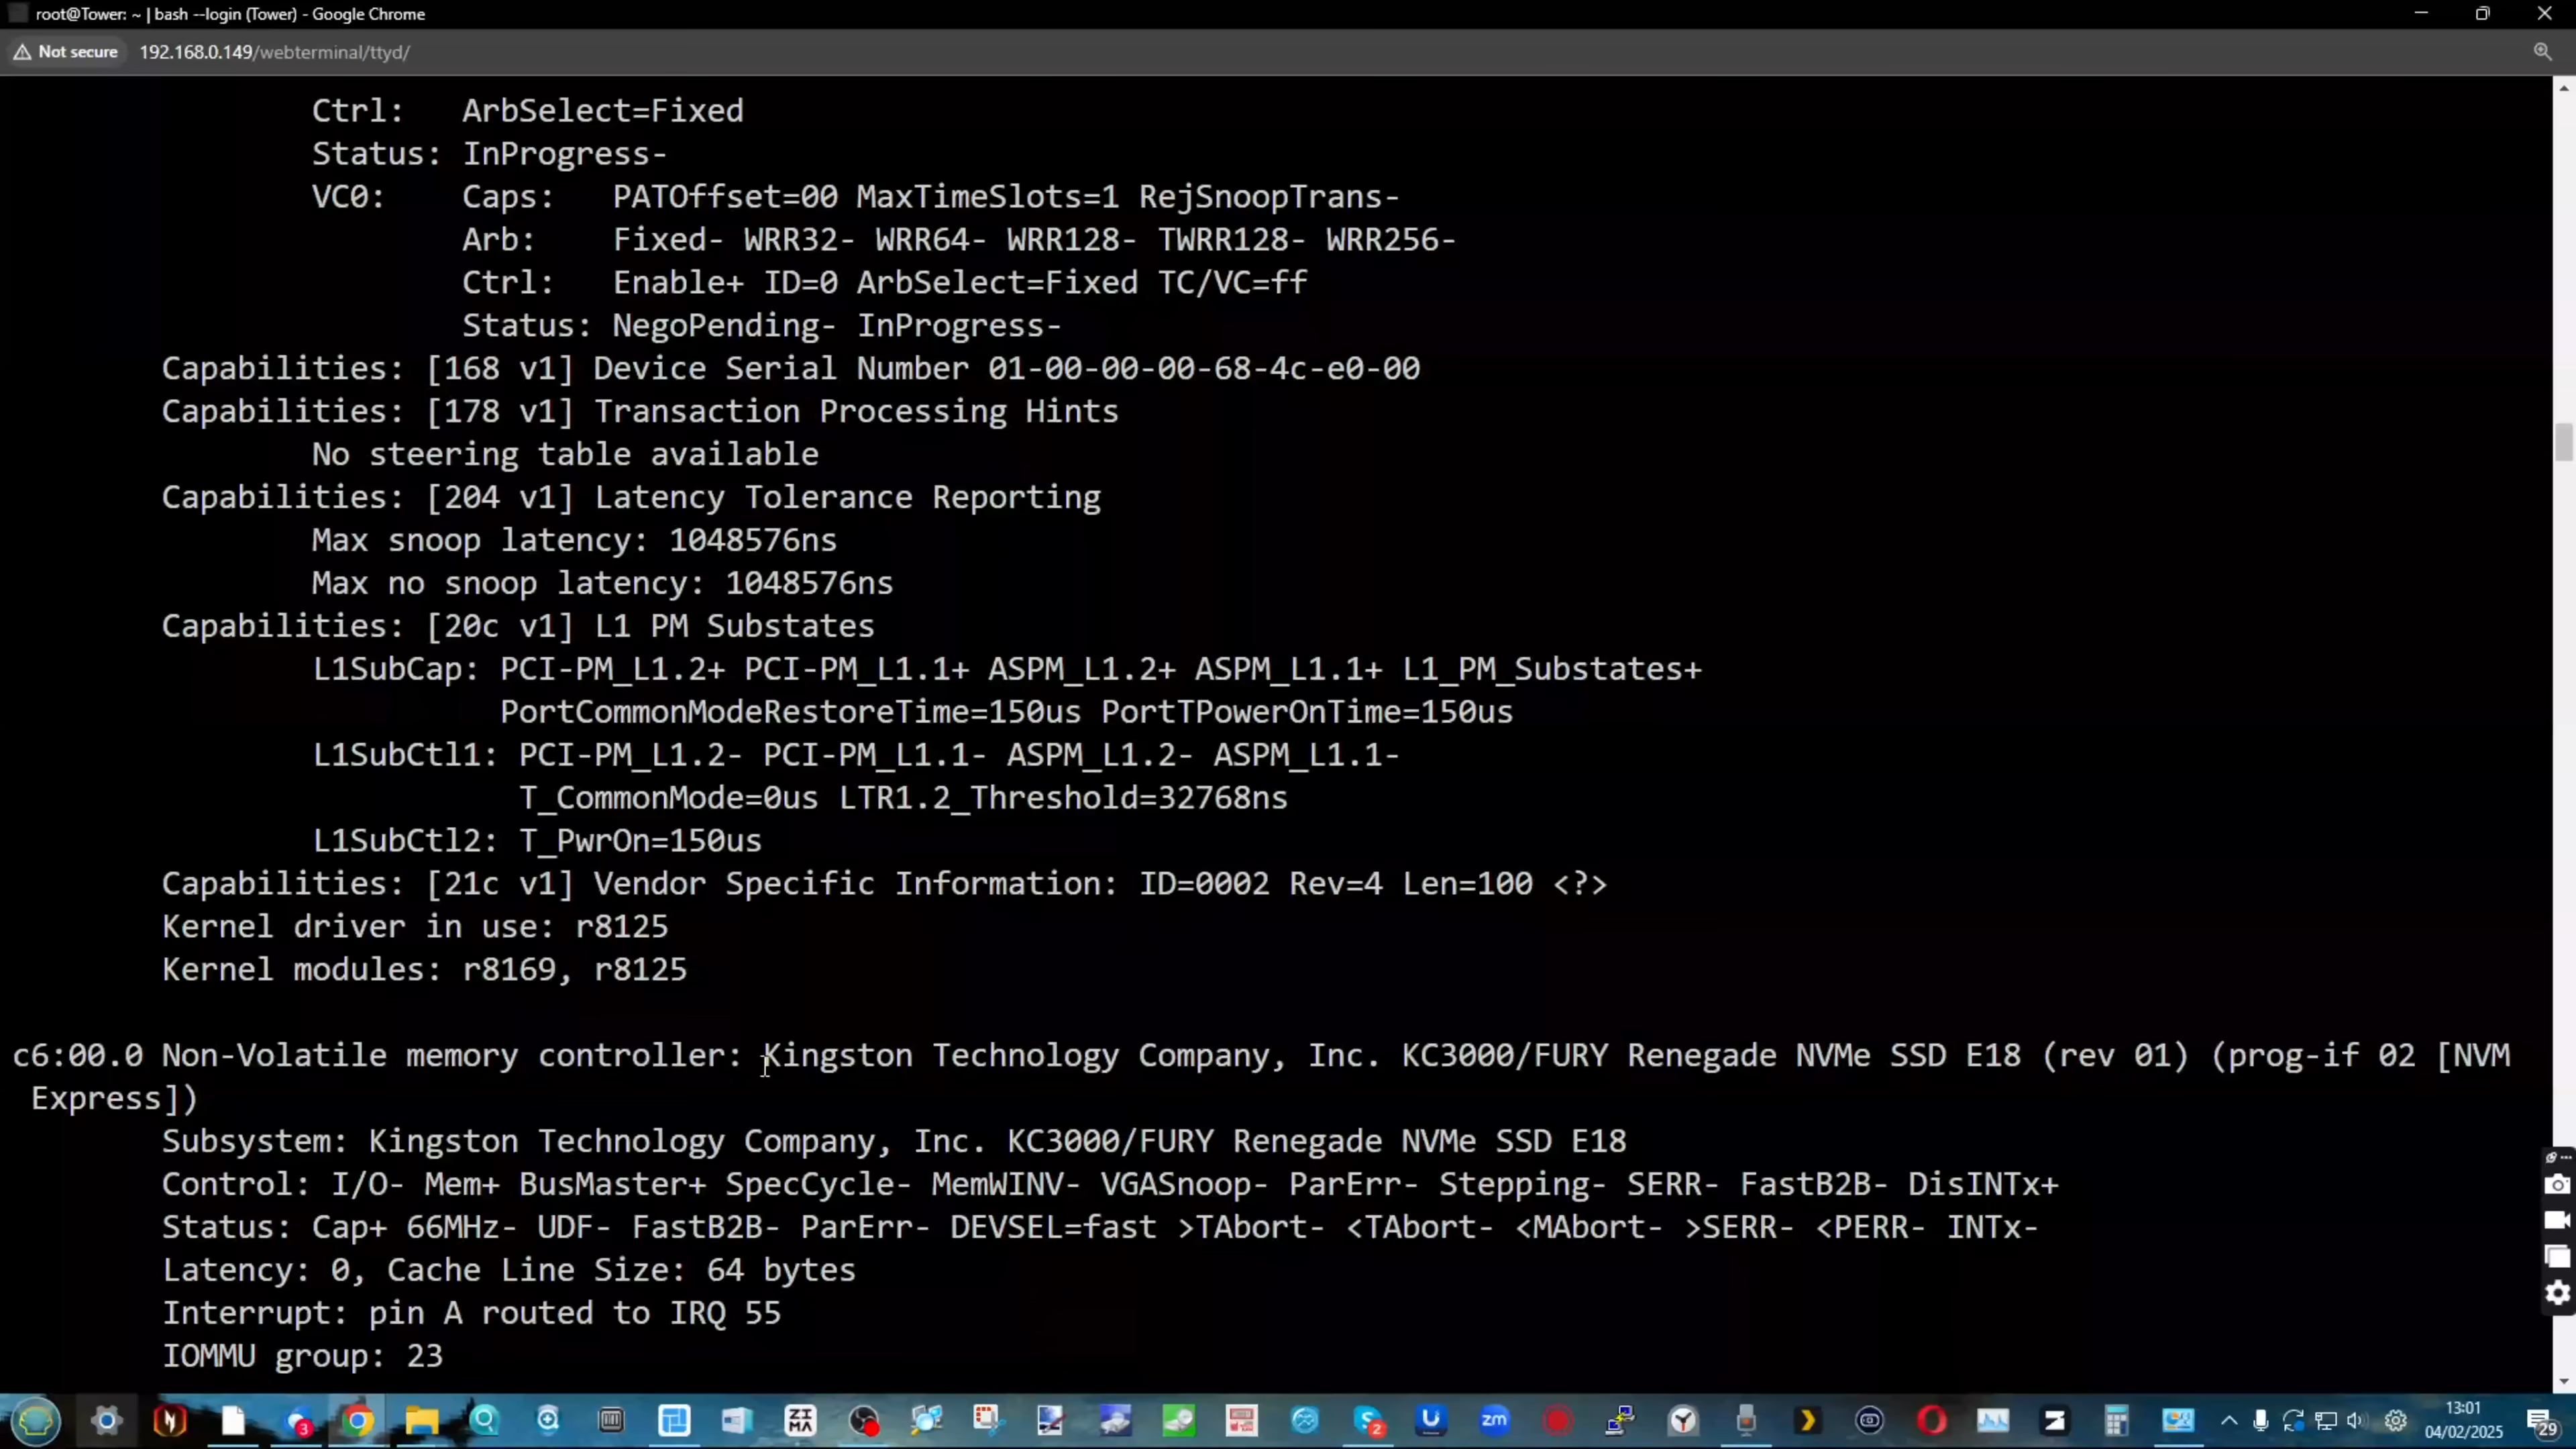 root@Tower: ~ | bash --login (Tower) - Google Chrome
Not secure 192.168.0.149/webterminal/ttyd/
Ctrl: ArbSelect=Fixed
Status: InProgress-
VC0: Caps: PATOffset=00 MaxTimeSlots=1 RejSnoopTrans-
Arb: Fixed- WRR32- WRR64- WRR128- TWRR128- WRR256-
Ctrl: Enable+ ID=0 ArbSelect=Fixed TC/VC=ff
Status: NegoPending- InProgress-
Capabilities: [168 v1] Device Serial Number 01-00-00-00-68-4c-e0-00
Capabilities: [178 v1] Transaction Processing Hints
No steering table available
Capabilities: [204 v1] Latency Tolerance Reporting
Max snoop latency: 1048576ns
Max no snoop latency: 1048576ns
Capabilities: [20c v1] L1 PM Substates
L1SubCap: PCI-PM_L1.2+ PCI-PM_L1.1+ ASPM_L1.2+ ASPM_L1.1+ L1_PM_Substates+
PortCommonModeRestoreTime=150us PortTPowerOnTime=150us
L1SubCtl1: PCI-PM_L1.2- PCI-PM_L1.1- ASPM_L1.2- ASPM_L1.1-
T_CommonMode=0us LTR1.2_Threshold=32768ns
L1SubCtl2: T_PwrOn=150us
Capabilities: [21c v1] Vendor Specific Information: ID=0002 Rev=4 Len=100 <?>
Kernel driver in use: r8125
Kernel modules: r8169, r8125
c6:00.0 Non-Volatile memory controller: Kingston Technology Company, Inc. KC3000/FURY Renegade NVMe SSD E18 (rev 01) (prog-if 02 [NVM
Express])
Subsystem: Kingston Technology Company, Inc. KC3000/FURY Renegade NVMe SSD E18
Control: I/O- Mem+ BusMaster+ SpecCycle- MemWINV- VGASnoop- ParErr- Stepping- SERR- FastB2B- DisINTx+
Status: Cap+ 66MHz- UDF- FastB2B- ParErr- DEVSEL=fast >TAbort- <TAbort- <MAbort- >SERR- <PERR- INTx-
Latency: 0, Cache Line Size: 64 bytes
Interrupt: pin A routed to IRQ 55
IOMMU group: 23
3
ZI
MA
2
zm
13:01
04/02/2025
29